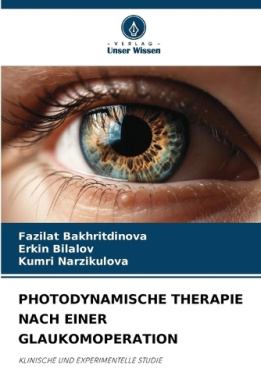 - VERLAG -
Unser Wissen
Fazilat Bakhritdinova
Erkin Bilalov
Kumri Narzikulova
PHOTODYNAMISCHE THERAPIE
NACH EINER
GLAUKOMOPERATION
KLINISCHE UND EXPERIMENTELLE STUDIE